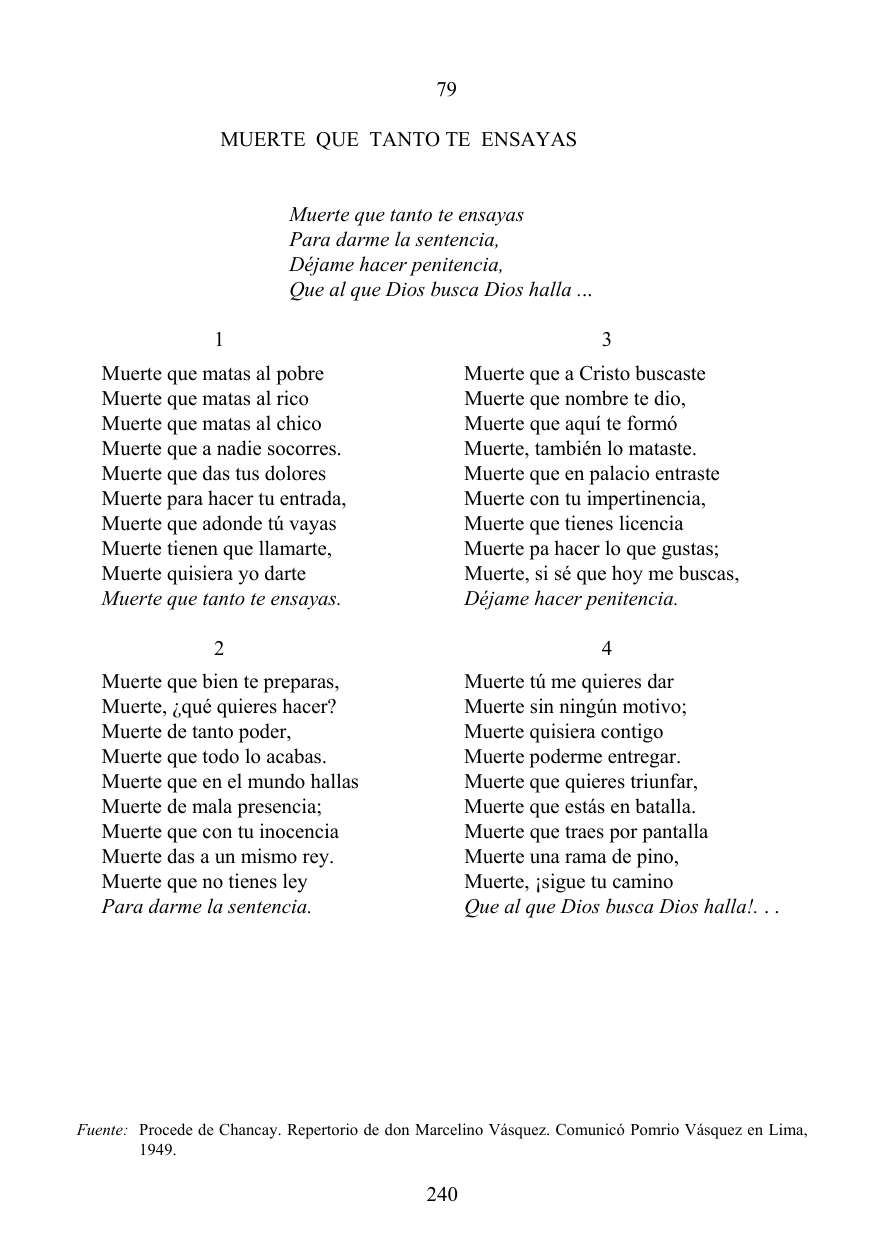 79
MUERTE QUE TANTO TE ENSAYAS
Muerte que tanto te ensayas
Para darme la sentencia,
Déjame hacer penitencia,
Que al que Dios busca Dios halla ...
1
Muerte que matas al pobre
Muerte que matas al rico
Muerte que matas al chico
Muerte que a nadie socorres.
Muerte que das tus dolores
Muerte para hacer tu entrada,
Muerte que adonde tú vayas
Muerte tienen que llamarte,
Muerte quisiera yo darte
Muerte que tanto te ensayas.
2
Muerte que bien te preparas,
Muerte, ¿qué quieres hacer?
Muerte de tanto poder,
Muerte que todo lo acabas.
Muerte que en el mundo hallas
Muerte de mala presencia;
Muerte que con tu inocencia
Muerte das a un mismo rey.
Muerte que no tienes ley
Para darme la sentencia.
3
Muerte que a Cristo buscaste
Muerte que nombre te dio,
Muerte que aquí te formó
Muerte, también lo mataste.
Muerte que en palacio entraste
Muerte con tu impertinencia,
Muerte que tienes licencia
Muerte pa hacer lo que gustas;
Muerte, si sé que hoy me buscas,
Déjame hacer penitencia.
4
Muerte tú me quieres dar
Muerte sin ningún motivo;
Muerte quisiera contigo
Muerte poderme entregar.
Muerte que quieres triunfar,
Muerte que estás en batalla.
Muerte que traes por pantalla
Muerte una rama de pino,
Muerte, ¡sigue tu camino
Que al que Dios busca Dios halla!. . .
Fuente: Procede de Chancay. Repertorio de don Marcelino Vásquez. Comunicó Pomrio Vásquez en Lima,
1949.
240